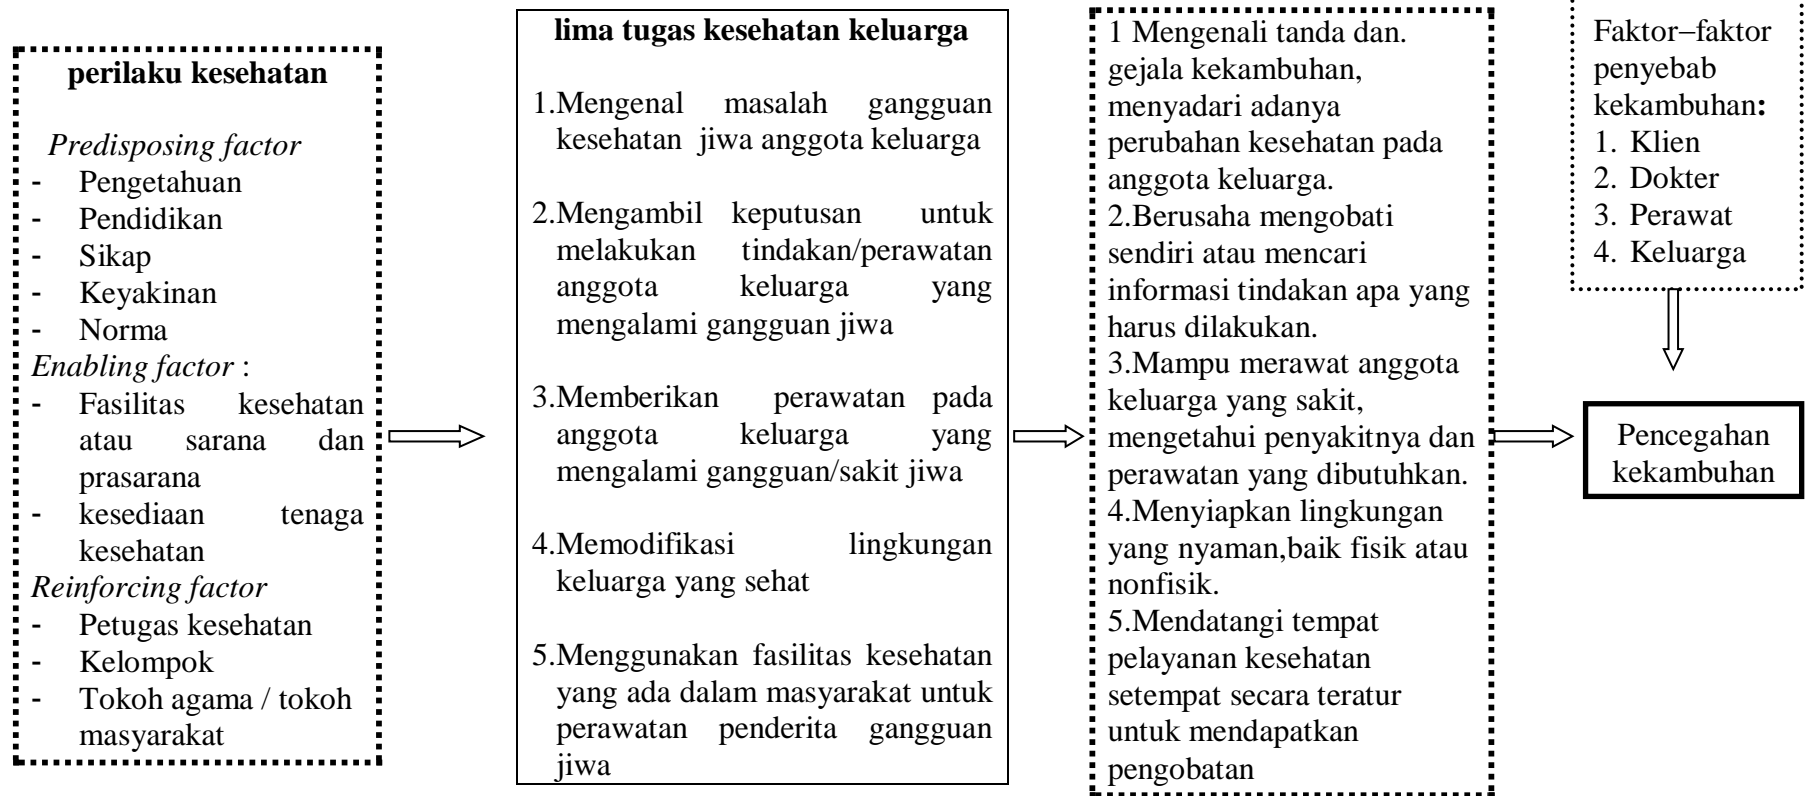 perilaku kesehatan
Predisposing factor
- Pengetahuan
- Pendidikan
- Sikap
- Keyakinan
- Norma
Enabling factor :
- Fasilitas kesehatan
atau sarana dan
prasarana
- kesediaan tenaga
kesehatan
Reinforcing factor
- Petugas kesehatan
- Kelompok
- Tokoh agama / tokoh
masyarakat
lima tugas kesehatan keluarga
1.Mengenal masalah gangguan
kesehatan jiwa anggota keluarga
2.Mengambil keputusan untuk
melakukan tindakan/perawatan
anggota keluarga yang
mengalami gangguan jiwa
3.Memberikan perawatan pada
anggota keluarga yang
mengalami gangguan/sakit jiwa
4.Memodifikasi lingkungan
keluarga yang sehat
5.Menggunakan fasilitas kesehatan
yang ada dalam masyarakat untuk
perawatan penderita gangguan
jiwa
1 Mengenali tanda dan.
gejala kekambuhan,
menyadari adanya
perubahan kesehatan pada
anggota keluarga.
2.Berusaha mengobati
sendiri atau mencari
informasi tindakan apa yang
harus dilakukan.
3.Mampu merawat anggota
keluarga yang sakit,
mengetahui penyakitnya dan
perawatan yang dibutuhkan.
4.Menyiapkan lingkungan
yang nyaman,baik fisik atau
nonfisik.
5.Mendatangi tempat
pelayanan kesehatan
setempat secara teratur
untuk mendapatkan
pengobatan
Faktor–faktor
penyebab
kekambuhan:
1. Klien
2. Dokter
3. Perawat
4. Keluarga
Pencegahan
kekambuhan